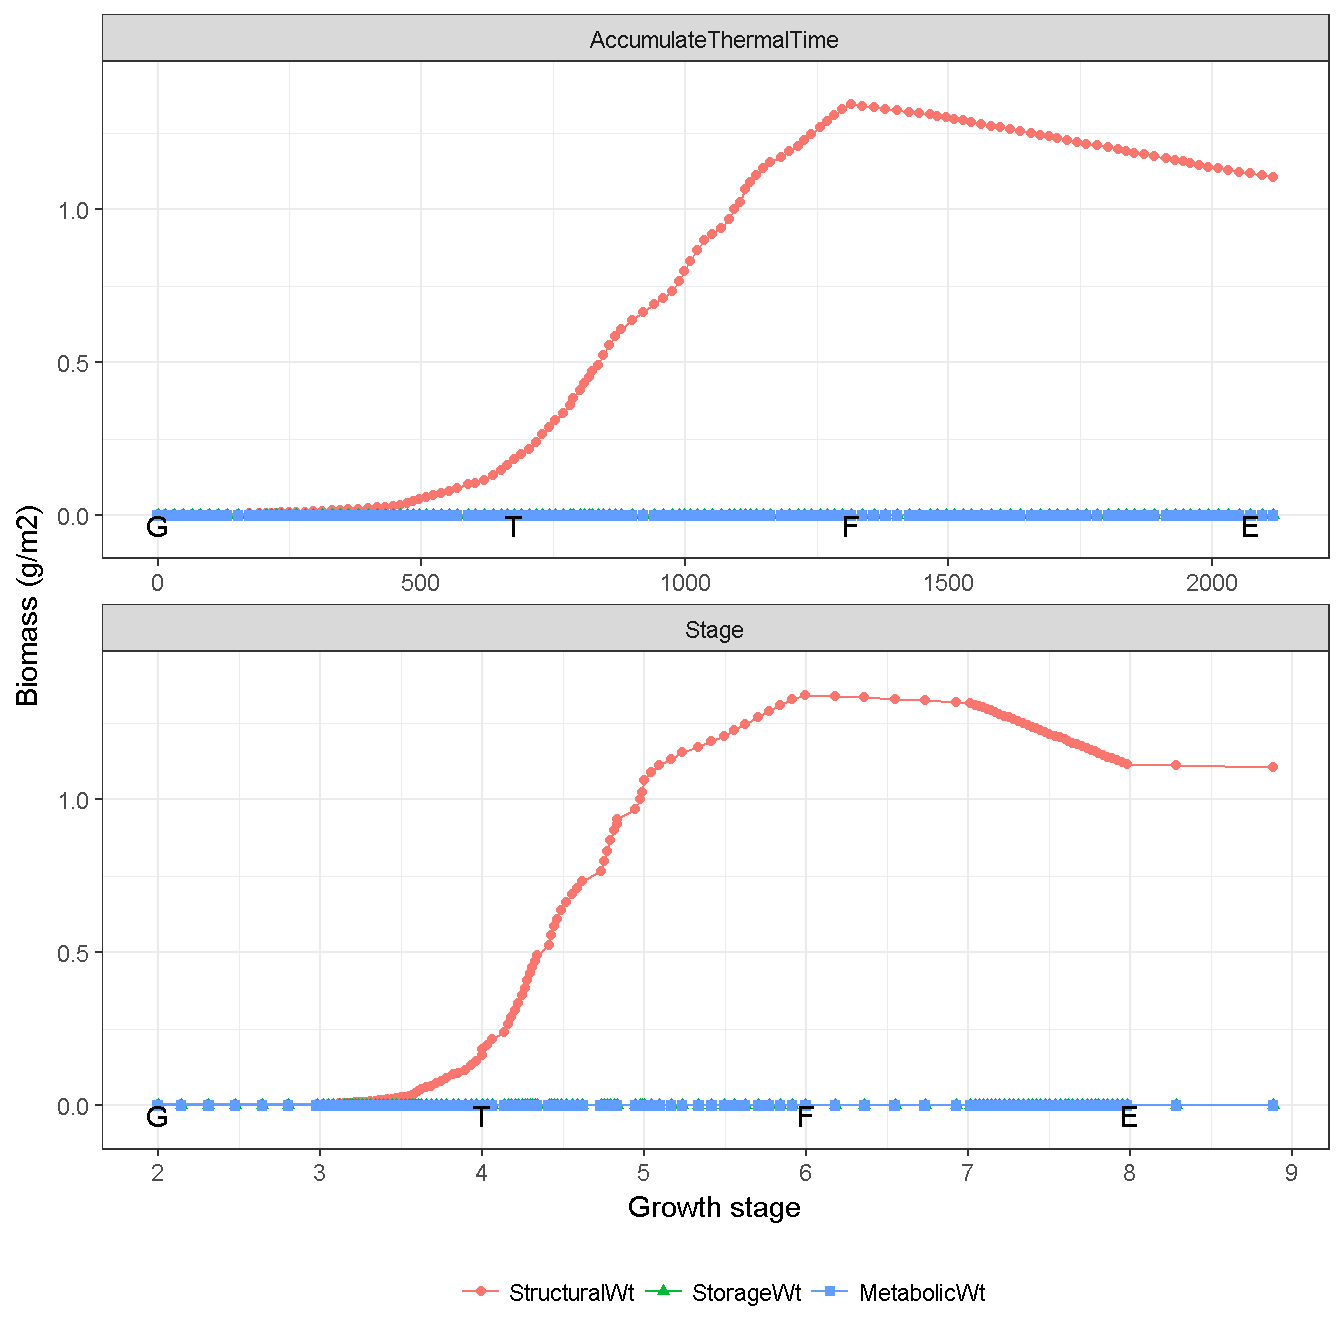 AccumulateThermalTime
1.0
0.5
0.0
G T F E
0 500 1000 1500 2000
Biomass (g/m2)
Stage
1.0
0.5
0.0
G T F E
2 3 4 5 6 7 8 9
Growth stage
StructuralWt StorageWt MetabolicWt